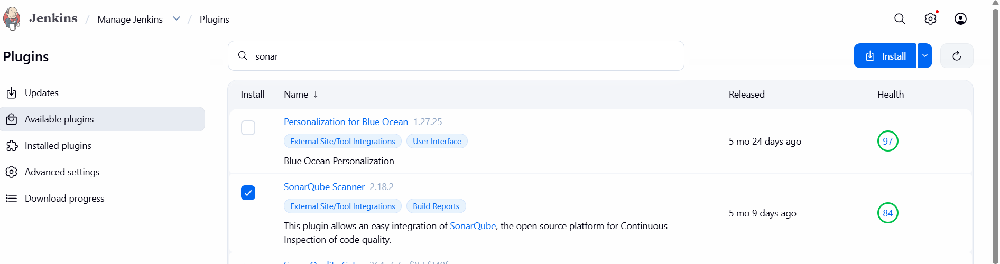 Jenkins / Manage Jenkins / Plugins
Plugins
sonar
Install
Updates
Available plugins
Installed plugins
Advanced settings
Download progress
Install Name ↓ Released Health
Personalization for Blue Ocean 1.27.25
External Site/Tool Integrations User Interface
Blue Ocean Personalization
5 mo 24 days ago
97
SonarQube Scanner 2.18.2
External Site/Tool Integrations Build Reports
This plugin allows an easy integration of SonarQube, the open source platform for Continuous
Inspection of code quality.
5 mo 9 days ago
84